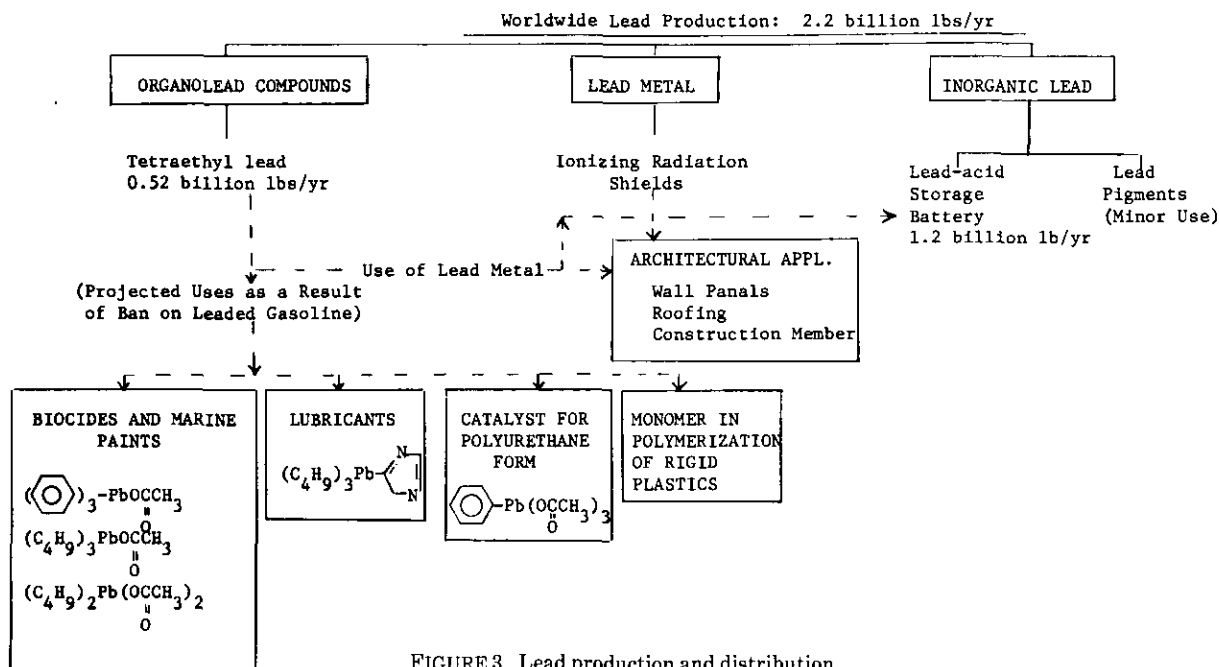 Worldwide Lead Production: 2.2 billion lbs/yr
ORGANOLEAD COMPOUNDS
LEAD METAL
INORGANIC LEAD
Tetraethyl lead
0.52 billion lbs/yr
Ionizing Radiation
Shields
Lead-acid
Storage
Battery
1.2 billion lb/yr
Lead
Pigments
(Minor Use)
Use of Lead Metal
(Projected Uses as a Result
of Ban on Leaded Gasoline)
ARCHITECTURAL APPL.
Wall Panals
Roofing
Construction Member
BIOCIDES AND MARINE
PAINTS
( )3-PbOCCH3
O
(C4H9)3PbOCCH3
O
(C4H9)2Pb(OCCH3)2
O
LUBRICANTS
(C4H9)3Pb
N
N
CATALYST FOR
POLYURETHANE
FORM
-Pb(OCCH3)3
O
MONOMER IN
POLYMERIZATION
OF RIGID
PLASTICS
FIGURE 3. Lead production and distribution